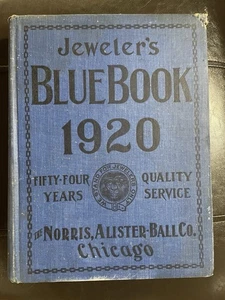 Jeweler's
BLUE BOOK
1920
FIFTY-FOUR YEARS
QUALITY SERVICE
THE NORRIS, ALISTER-BALL CO.
Chicago